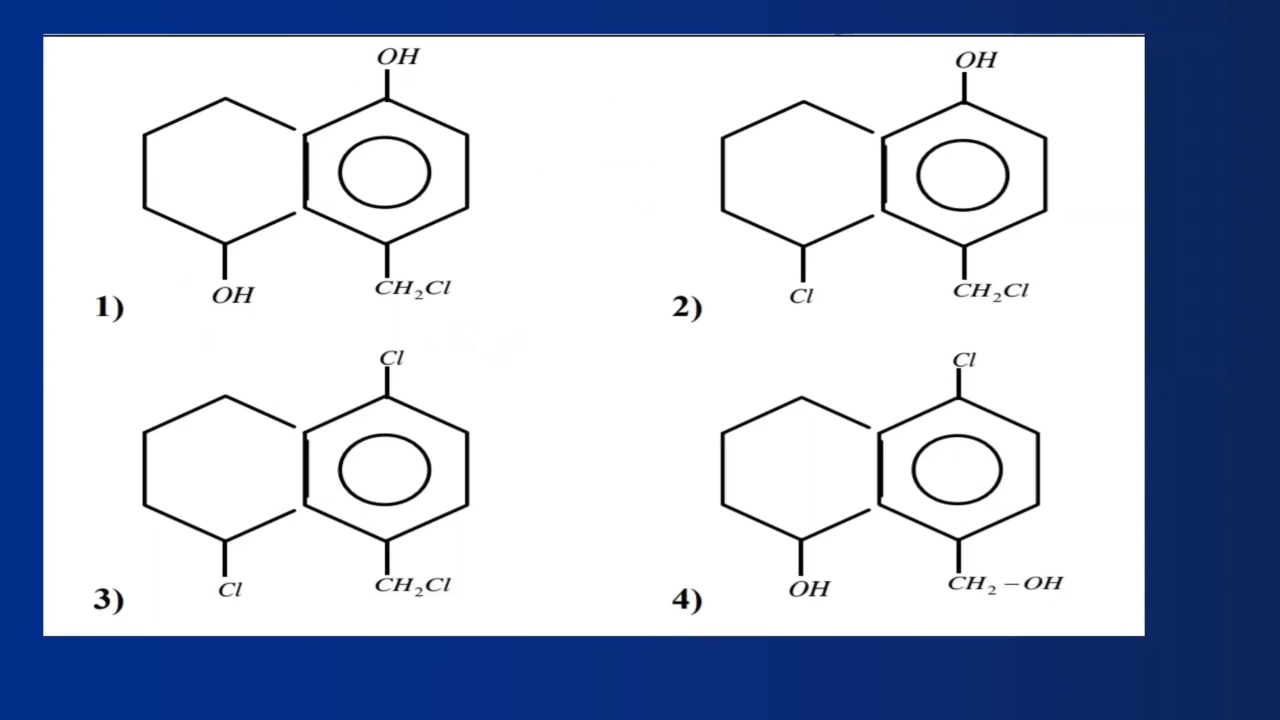 OH OH
OH CH₂Cl Cl CH₂Cl
1) 2)
Cl Cl
Cl CH₂Cl OH CH₂ – OH
3) 4)